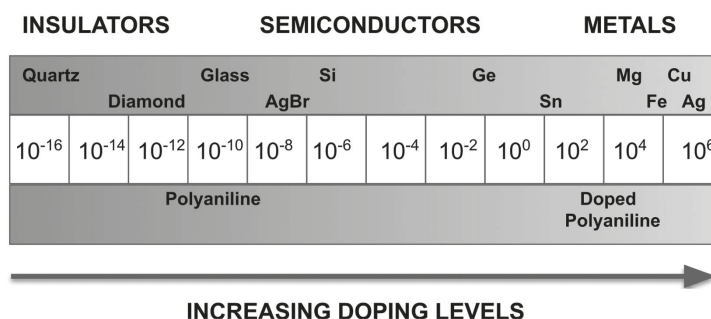 INSULATORS SEMICONDUCTORS METALS
Quartz Glass Si Ge Mg Cu
Diamond AgBr Sn Fe Ag
10⁻¹⁶ 10⁻¹⁴ 10⁻¹² 10⁻¹⁰ 10⁻⁸ 10⁻⁶ 10⁻⁴ 10⁻² 10⁰ 10² 10⁴ 10⁶
Polyaniline Doped
Polyaniline
INCREASING DOPING LEVELS